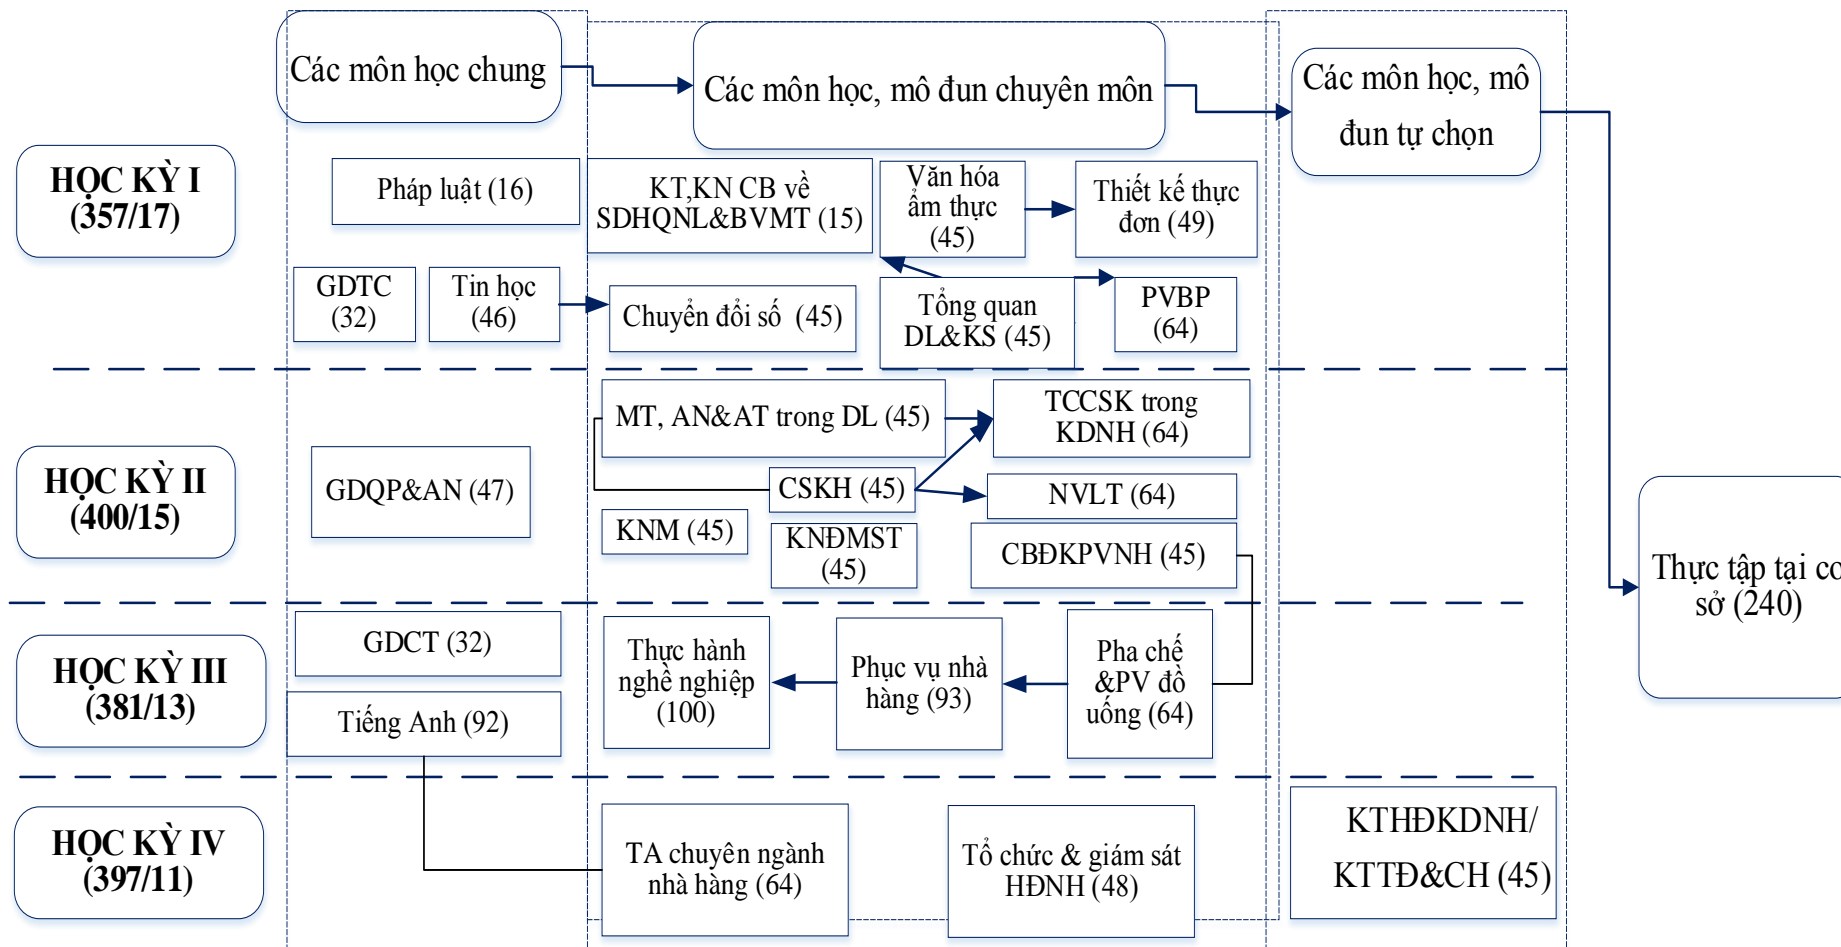 Các môn học chung
Các môn học, mô đun chuyên môn
Các môn học, mô
đun tự chọn
HỌC KỲ I
(357/17)
Pháp luật (16)
KT,KN CB về
SDHQNL&BVMT (15)
Văn hóa
ẩm thực
(45)
Thiết kế thực
đơn (49)
GDTC
(32)
Tin học
(46)
Chuyển đổi số (45)
Tổng quan
DL&KS (45)
PVBP
(64)
HỌC KỲ II
(400/15)
GDQP&AN (47)
MT, AN&AT trong DL (45)
TCCSK trong
KDNH (64)
CSKH (45)
NVLT (64)
KNM (45)
KNĐMST
(45)
CBĐKPVNH (45)
Thực tập tại cơ
sở (240)
HỌC KỲ III
(381/13)
GDCT (32)
Tiếng Anh (92)
Thực hành
nghề nghiệp
(100)
Phục vụ nhà
hàng (93)
Pha chế
&PV đồ
uống (64)
HỌC KỲ IV
(397/11)
TA chuyên ngành
nhà hàng (64)
Tổ chức & giám sát
HĐNH (48)
KTHĐKDNH/
KTTĐ&CH (45)